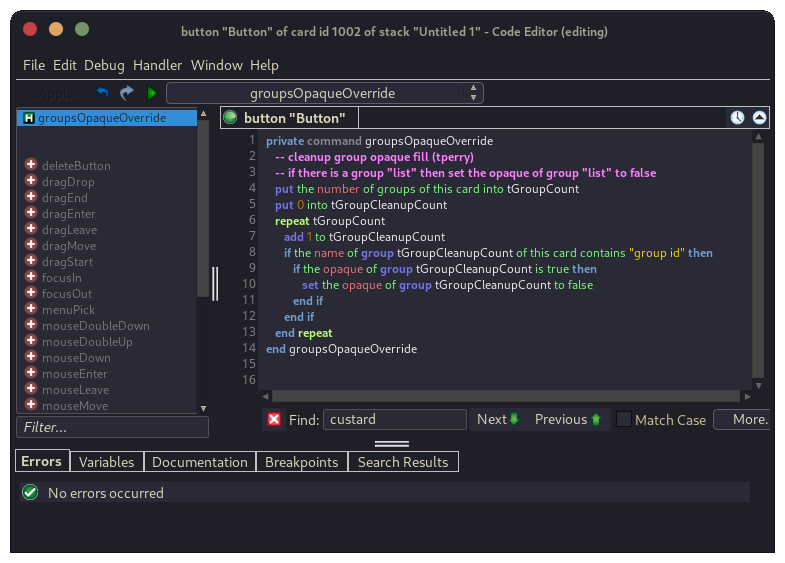 button "Button" of card id 1002 of stack "Untitled 1" - Code Editor (editing)
File Edit Debug Handler Window Help
Apply groupsOpaqueOverride
H groupsOpaqueOverride
deleteButton
dragDrop
dragEnd
dragEnter
dragLeave
dragMove
dragStart
focusIn
focusOut
menuPick
mouseDoubleDown
mouseDoubleUp
mouseDown
mouseEnter
mouseLeave
mouseMove
Filter...
button "Button"
1 private command groupsOpaqueOverride
2 -- cleanup group opaque fill (tperry)
3 -- if there is a group "list" then set the opaque of group "list" to false
4 put the number of groups of this card into tGroupCount
5 put 0 into tGroupCleanupCount
6 repeat tGroupCount
7 add 1 to tGroupCleanupCount
8 if the name of group tGroupCleanupCount of this card contains "group id" then
9 if the opaque of group tGroupCleanupCount is true then
10 set the opaque of group tGroupCleanupCount to false
11 end if
12 end if
13 end repeat
14 end groupsOpaqueOverride
15
16
Find: custard Next Previous Match Case More.
Errors Variables Documentation Breakpoints Search Results
No errors occurred